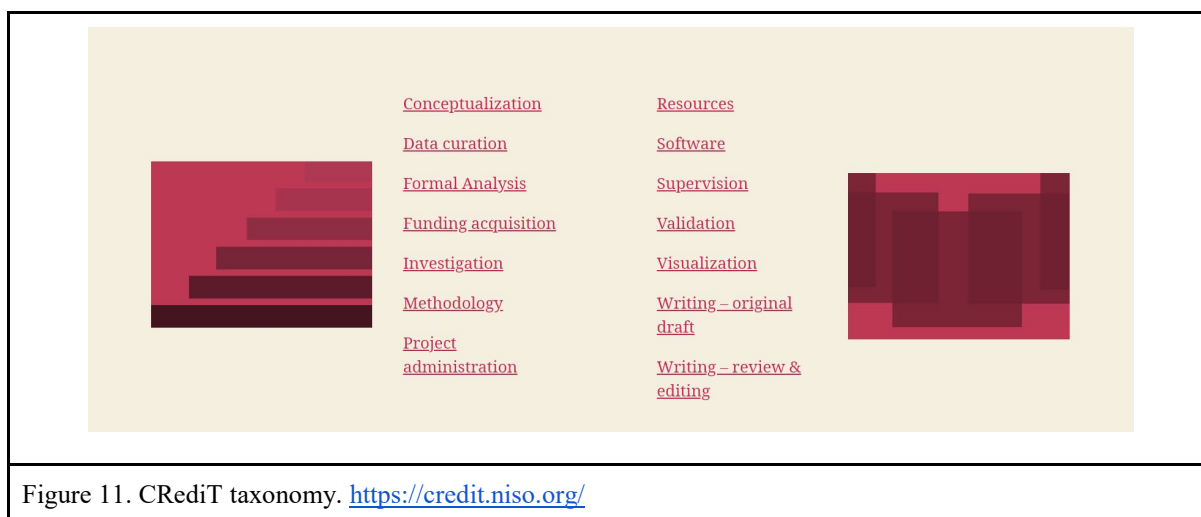 Conceptualization
Data curation
Formal Analysis
Funding acquisition
Investigation
Methodology
Project
administration
Resources
Software
Supervision
Validation
Visualization
Writing – original
draft
Writing – review &
editing
Figure 11. CRediT taxonomy. https://credit.niso.org/